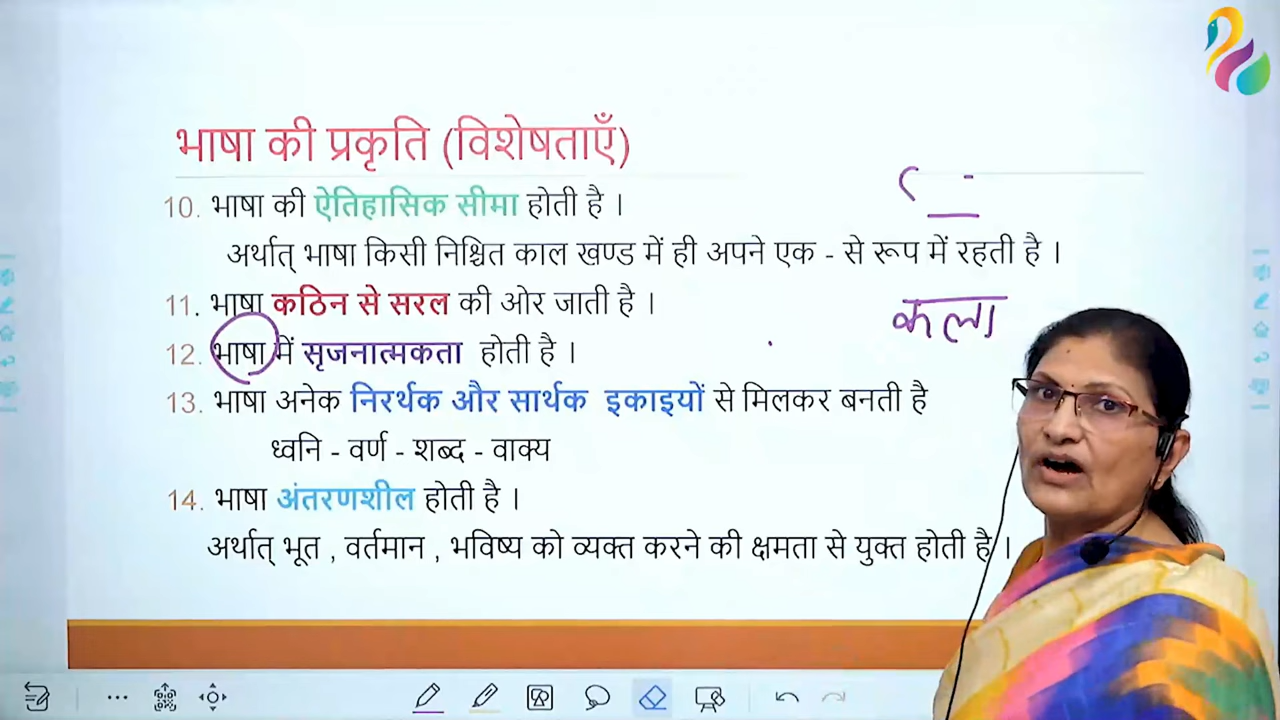 भाषा की प्रकृति (विशेषताएँ)
10. भाषा की ऐतिहासिक सीमा होती है ।
अर्थात् भाषा किसी निश्चित काल खण्ड में ही अपने एक - से रूप में रहती है ।
11. भाषा कठिन से सरल की ओर जाती है ।
कला
12. भाषा में सृजनात्मकता होती है ।
13. भाषा अनेक निरर्थक और सार्थक इकाइयों से मिलकर बनती है
ध्वनि - वर्ण - शब्द - वाक्य
14. भाषा अंतरणशील होती है ।
अर्थात् भूत , वर्तमान , भविष्य को व्यक्त करने की क्षमता से युक्त होती है ।